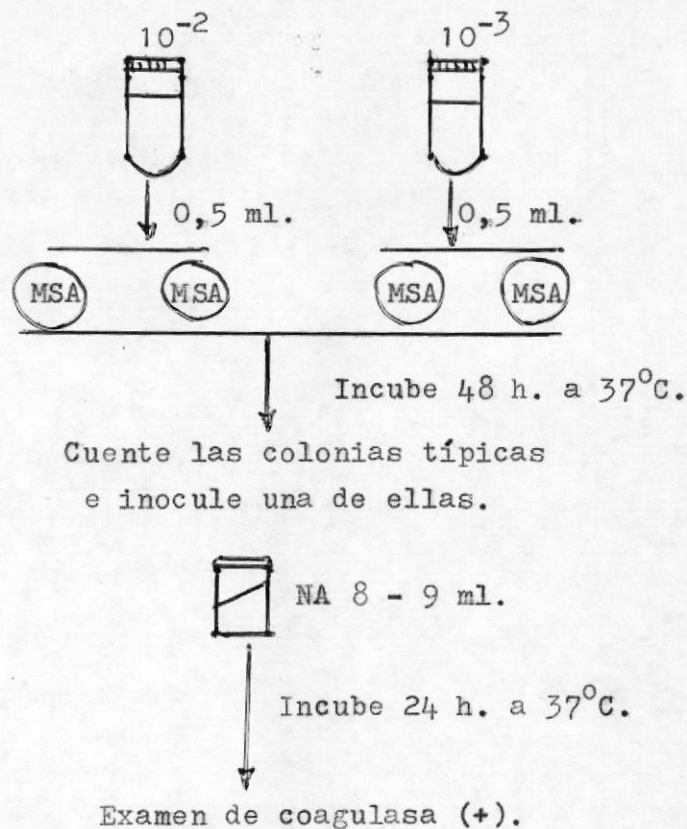 10⁻² 10⁻³
0,5 ml. 0,5 ml.
MSA MSA MSA MSA
Incube 48 h. a 37°C.
Cuente las colonias típicas
e inocule una de ellas.
NA 8 - 9 ml.
Incube 24 h. a 37°C.
Examen de coagulasa (+).